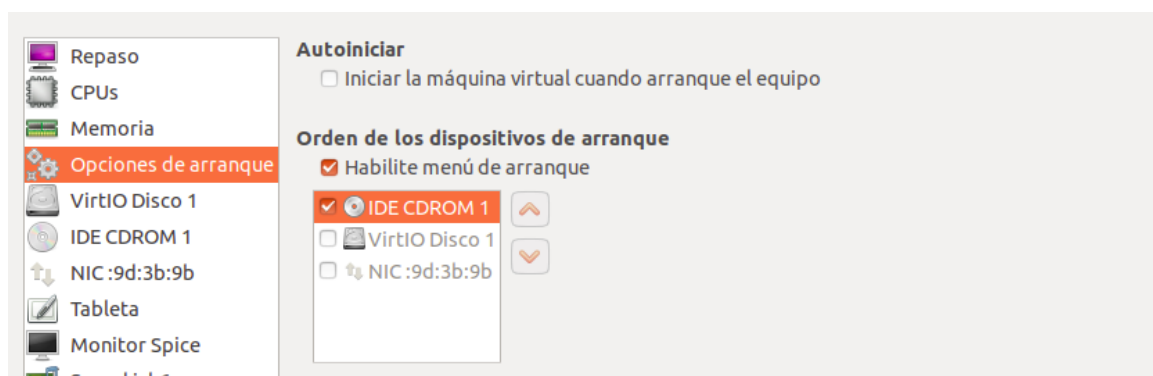 Repaso
CPUs
Memoria
Opciones de arranque
VirtIO Disco 1
IDE CDROM 1
NIC :9d:3b:9b
Tableta
Monitor Spice
Autoiniciar
Iniciar la máquina virtual cuando arranque el equipo
Orden de los dispositivos de arranque
Habilite menú de arranque
IDE CDROM 1
VirtIO Disco 1
NIC :9d:3b:9b